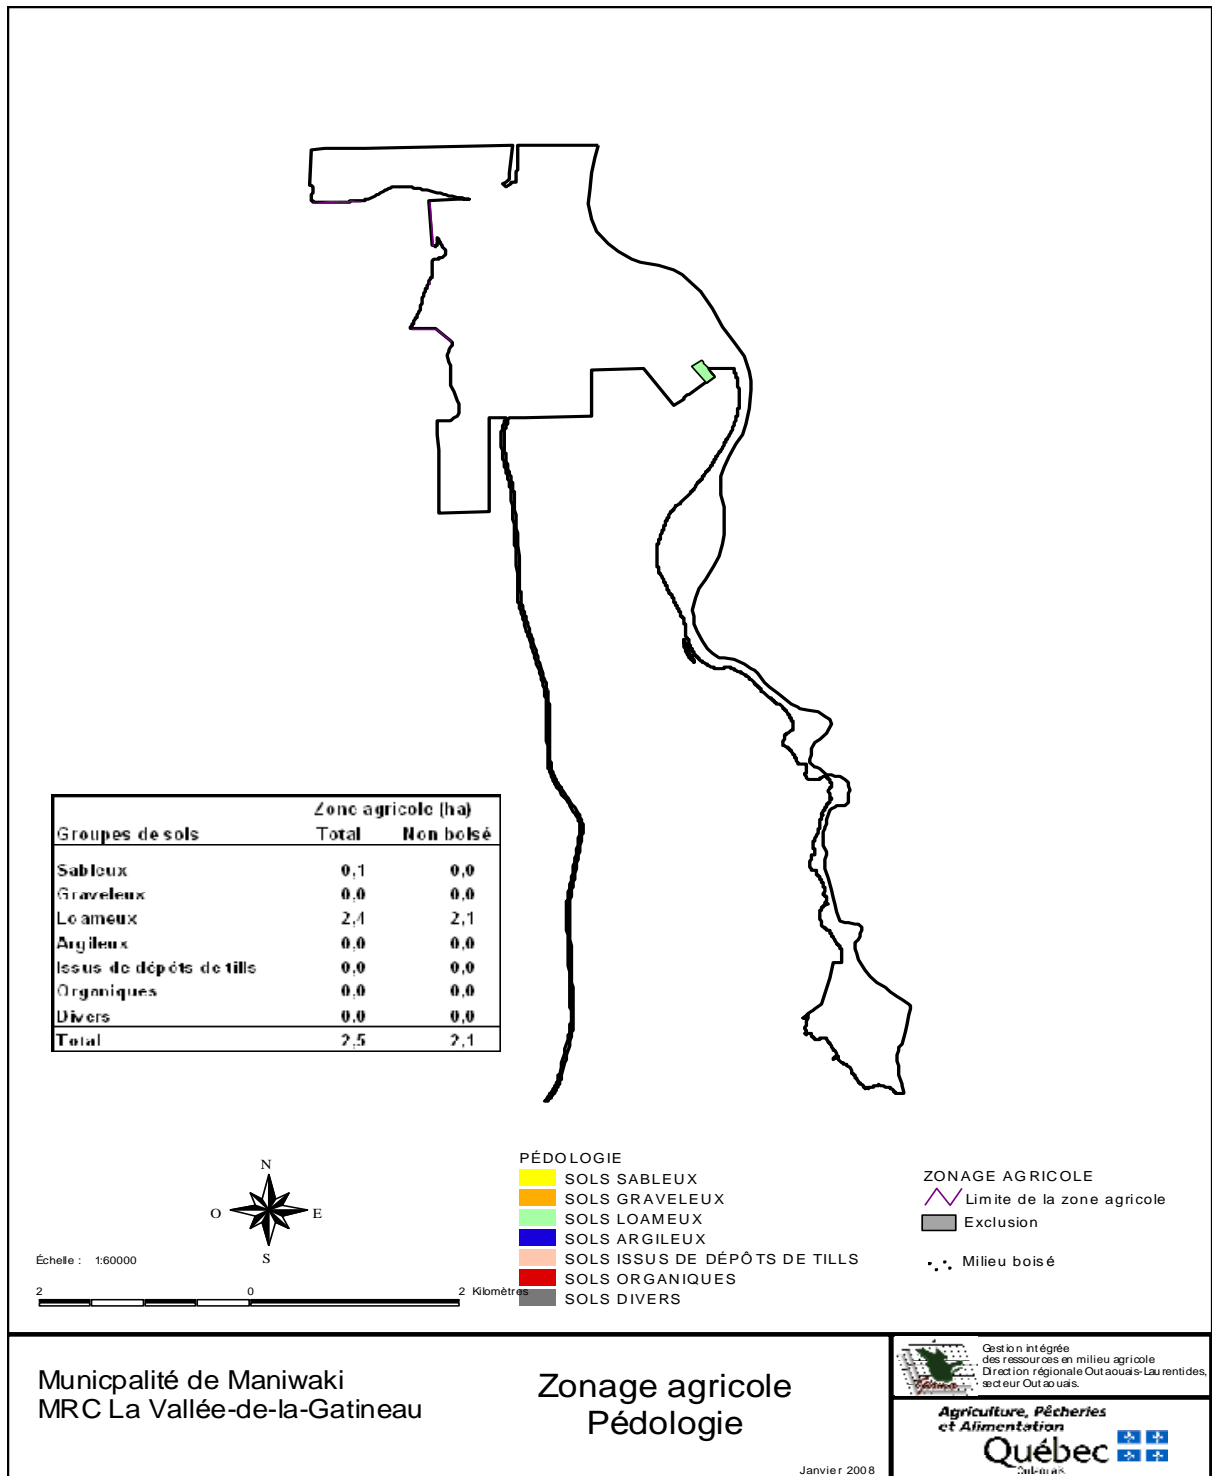 Zone agricole (ha)
Groupes de sols Total Non boisé
Sableux 0,1 0,0
Graveleux 0,0 0,0
Loameux 2,4 2,1
Argileux 0,0 0,0
Issus de dépôts de tills 0,0 0,0
Organiques 0,0 0,0
Divers 0,0 0,0
Total 2,5 2,1
N
O E
S
Échelle : 1:60000
2 0 2 Kilomètres
PÉDOLOGIE
SOLS SABLEUX
SOLS GRAVELEUX
SOLS LOAMEUX
SOLS ARGILEUX
SOLS ISSUS DE DÉPÔTS DE TILLS
SOLS ORGANIQUES
SOLS DIVERS
ZONAGE AGRICOLE
Limite de la zone agricole
Exclusion
Milieu boisé
Municpalité de Maniwaki
MRC La Vallée-de-la-Gatineau
Zonage agricole
Pédologie
Janvier 2008
Gestion intégrée
des ressources en milieu agricole
Direction régionale Outaouais-Laurentides,
secteur Outaouais.
Agriculture, Pêcheries
et Alimentation
Québec
Outaouais